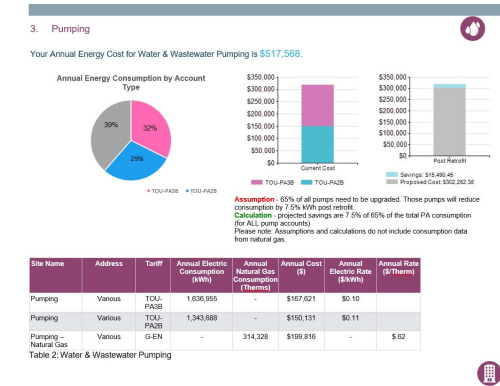 3. Pumping
Your Annual Energy Cost for Water & Wastewater Pumping is $517,568.
Annual Energy Consumption by Account
Type
39%
32%
29%
TOU-PA3B TOU-PA2B
$350,000
$300,000
$250,000
$200,000
$150,000
$100,000
$50,000
$0
Current Cost
TOU-PA3B TOU-PA2B
$350,000
$300,000
$250,000
$200,000
$150,000
$100,000
$50,000
$0
Post Retrofit
Savings: $15,490.45
Proposed Cost: $302,282.38
Assumption - 65% of all pumps need to be upgraded. Those pumps will reduce
consumption by 7.5% kWh post retrofit.
Calculation - projected savings are 7.5% of 65% of the total PA consumption
(for ALL pump accounts)
Please note: Assumptions and calculations do not include consumption data
from natural gas.
Site Name Address Tariff Annual Electric Consumption (kWh) Annual Natural Gas Consumption (Therms) Annual Cost ($) Annual Electric Rate ($/kWh) Annual Rate ($/Therm)
Pumping Various TOU-PA3B 1,636,955 - $167,621 $0.10
Pumping Various TOU-PA2B 1,343,688 - $150,131 $0.11
Pumping – Natural Gas Various G-EN - 314,328 $199,816 - $.62
Table 2: Water & Wastewater Pumping